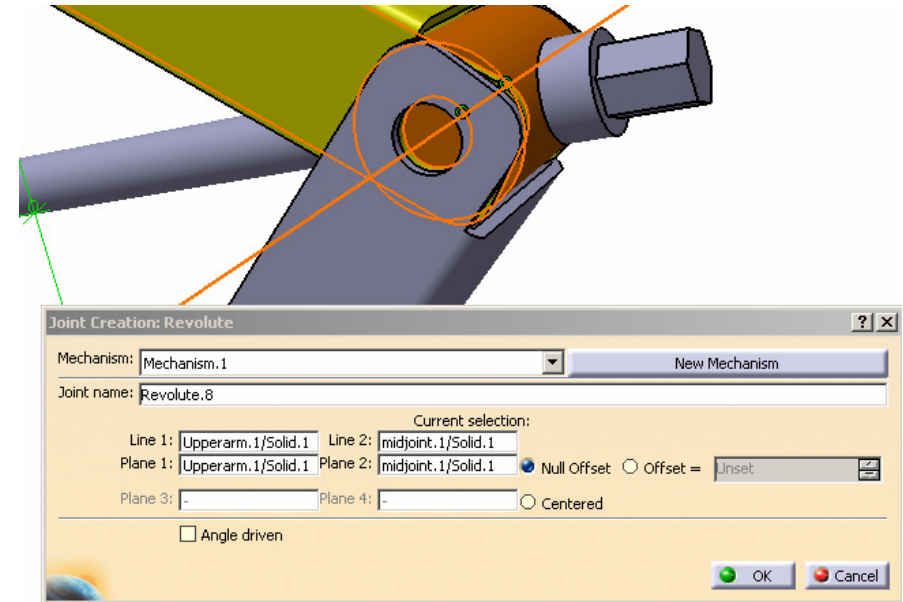 Joint Creation: Revolute ? X
Mechanism: Mechanism.1 New Mechanism
Joint name: Revolute.8
Current selection:
Line 1: Upperarm.1/Solid.1 Line 2: midjoint.1/Solid.1
Plane 1: Upperarm.1/Solid.1 Plane 2: midjoint.1/Solid.1 Null Offset Offset = Unset
Plane 3: - Plane 4: - Centered
Angle driven
OK Cancel